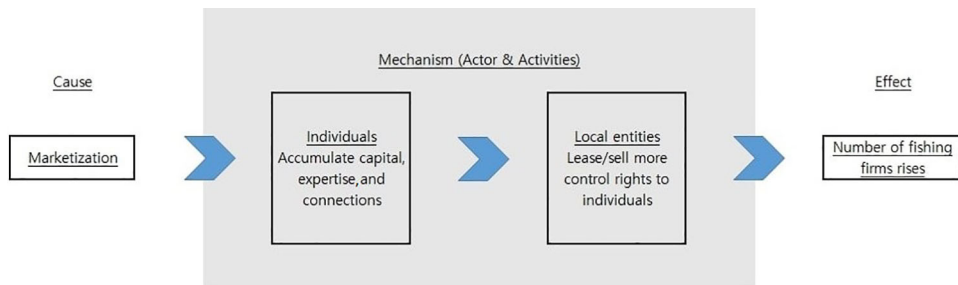 Mechanism (Actor & Activities)
Cause
Effect
Marketization
Individuals
Accumulate capital,
expertise, and
connections
Local entities
Lease/sell more
control rights to
individuals
Number of fishing
firms rises